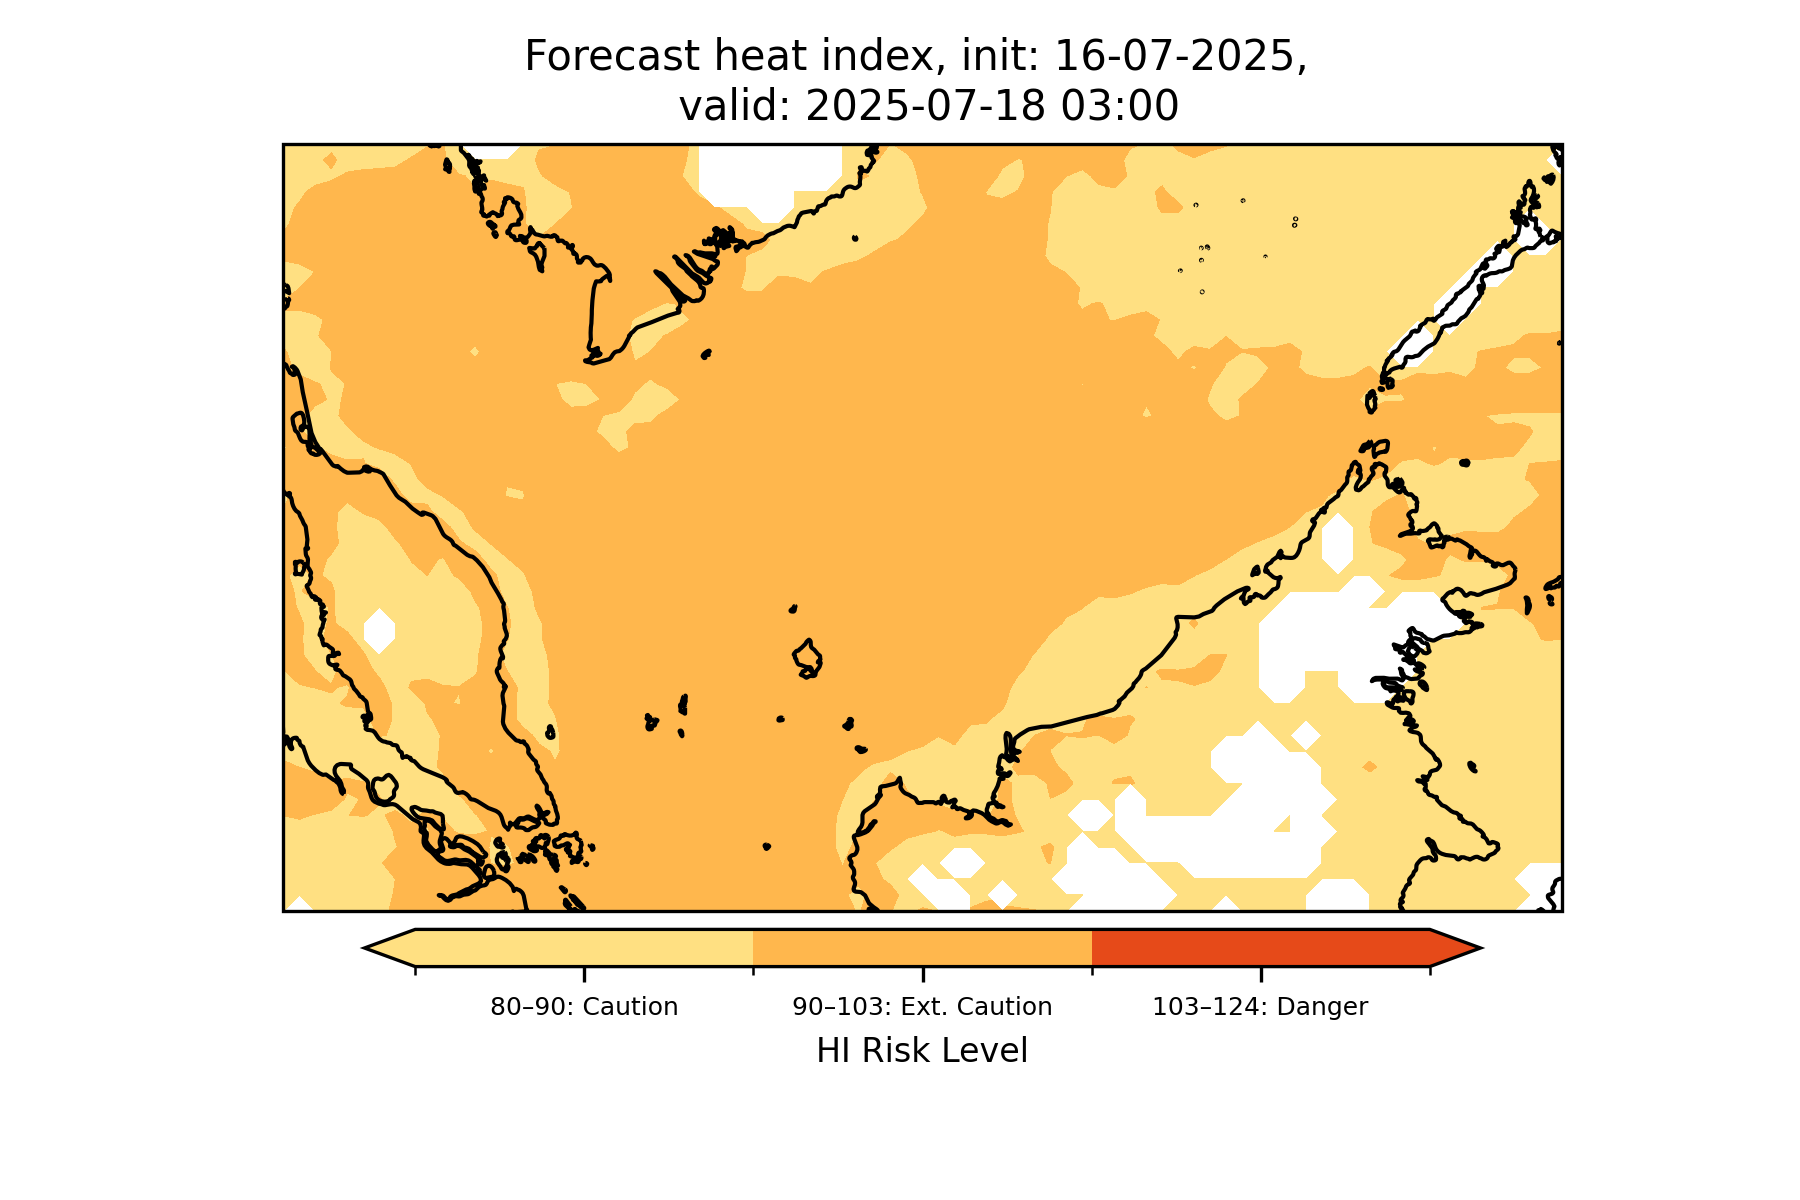 Forecast heat index, init: 16-07-2025,
valid: 2025-07-18 03:00
80–90: Caution
90–103: Ext. Caution
103–124: Danger
HI Risk Level